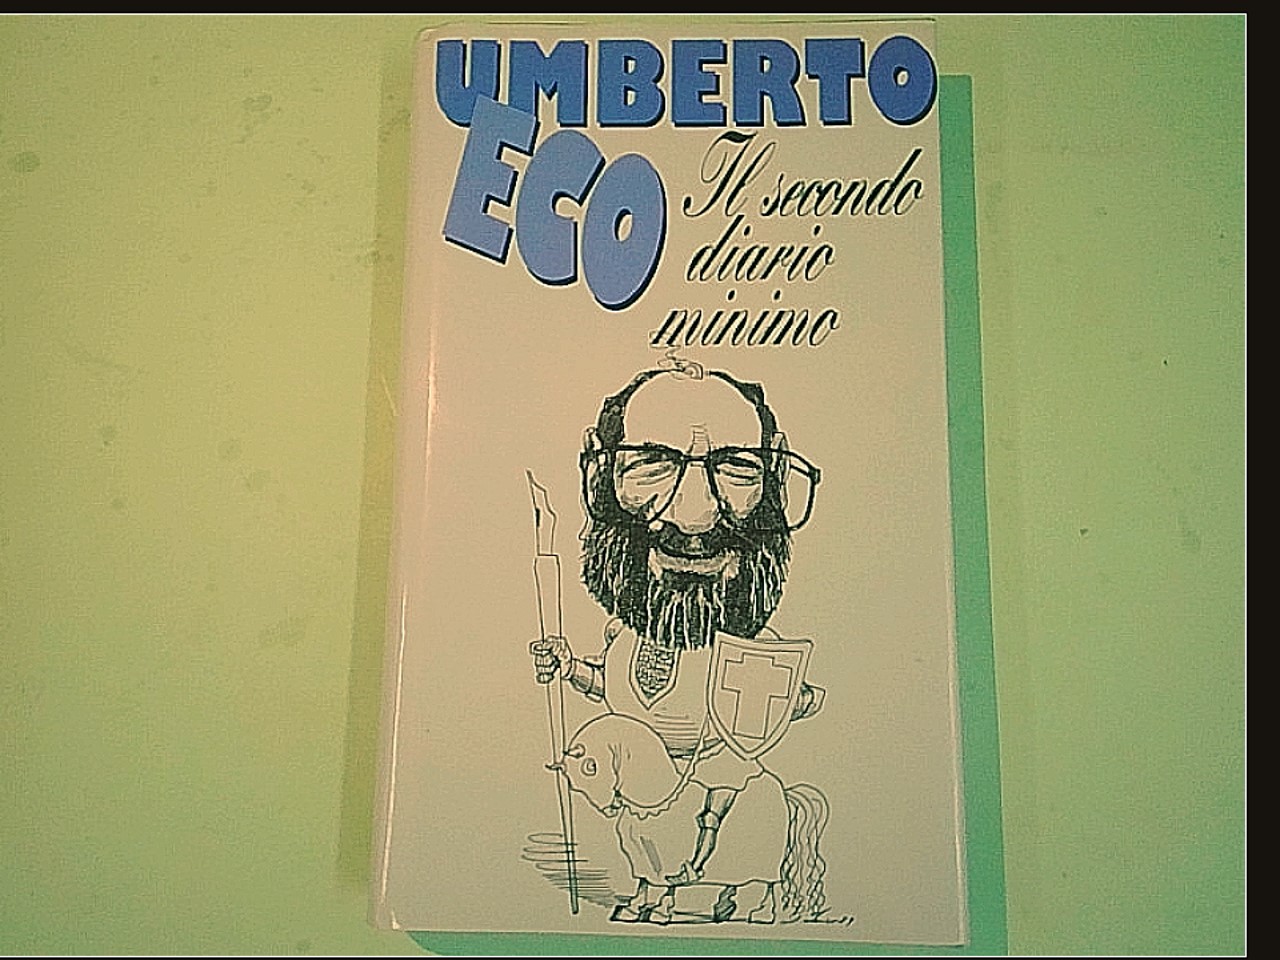 UMBERTO
ECO
Il secondo
diario
minimo